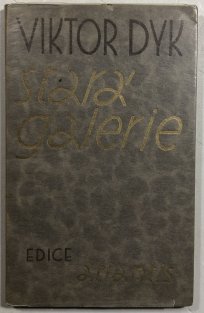 VIKTOR DYK
stará
galerie
EDICE